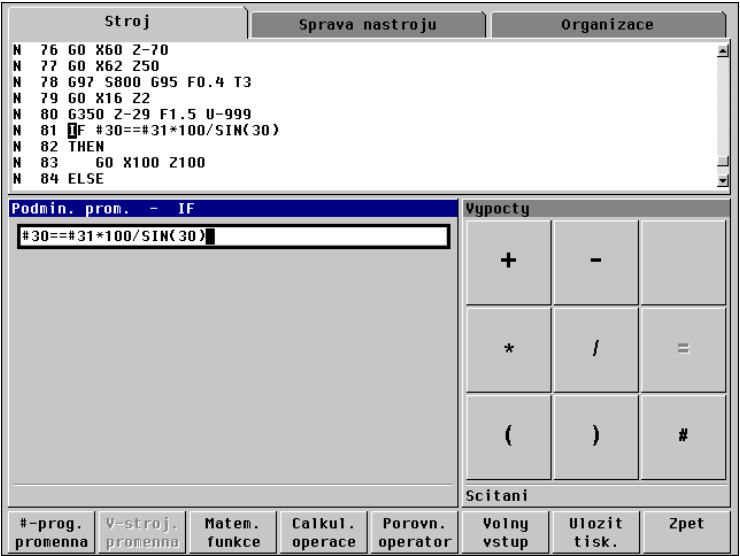 Stroj Sprava nastroju Organizace
N 76 G0 X60 Z-70
N 77 G0 X62 Z50
N 78 G97 S800 G95 F0.4 T3
N 79 G0 X16 Z2
N 80 G350 Z-29 F1.5 U-999
N 81 IF #30==#31*100/SIN(30)
N 82 THEN
N 83 G0 X100 Z100
N 84 ELSE
Podmin. prom. - IF
Vypocty
#30==#31*100/SIN(30)
+ -
* / =
( ) #
Scitani
#-prog. V-stroj. Matem. Calkul. Porovn. Volny Ulozit Zpet
promenna promenna funkce operace operator vstup tisk.